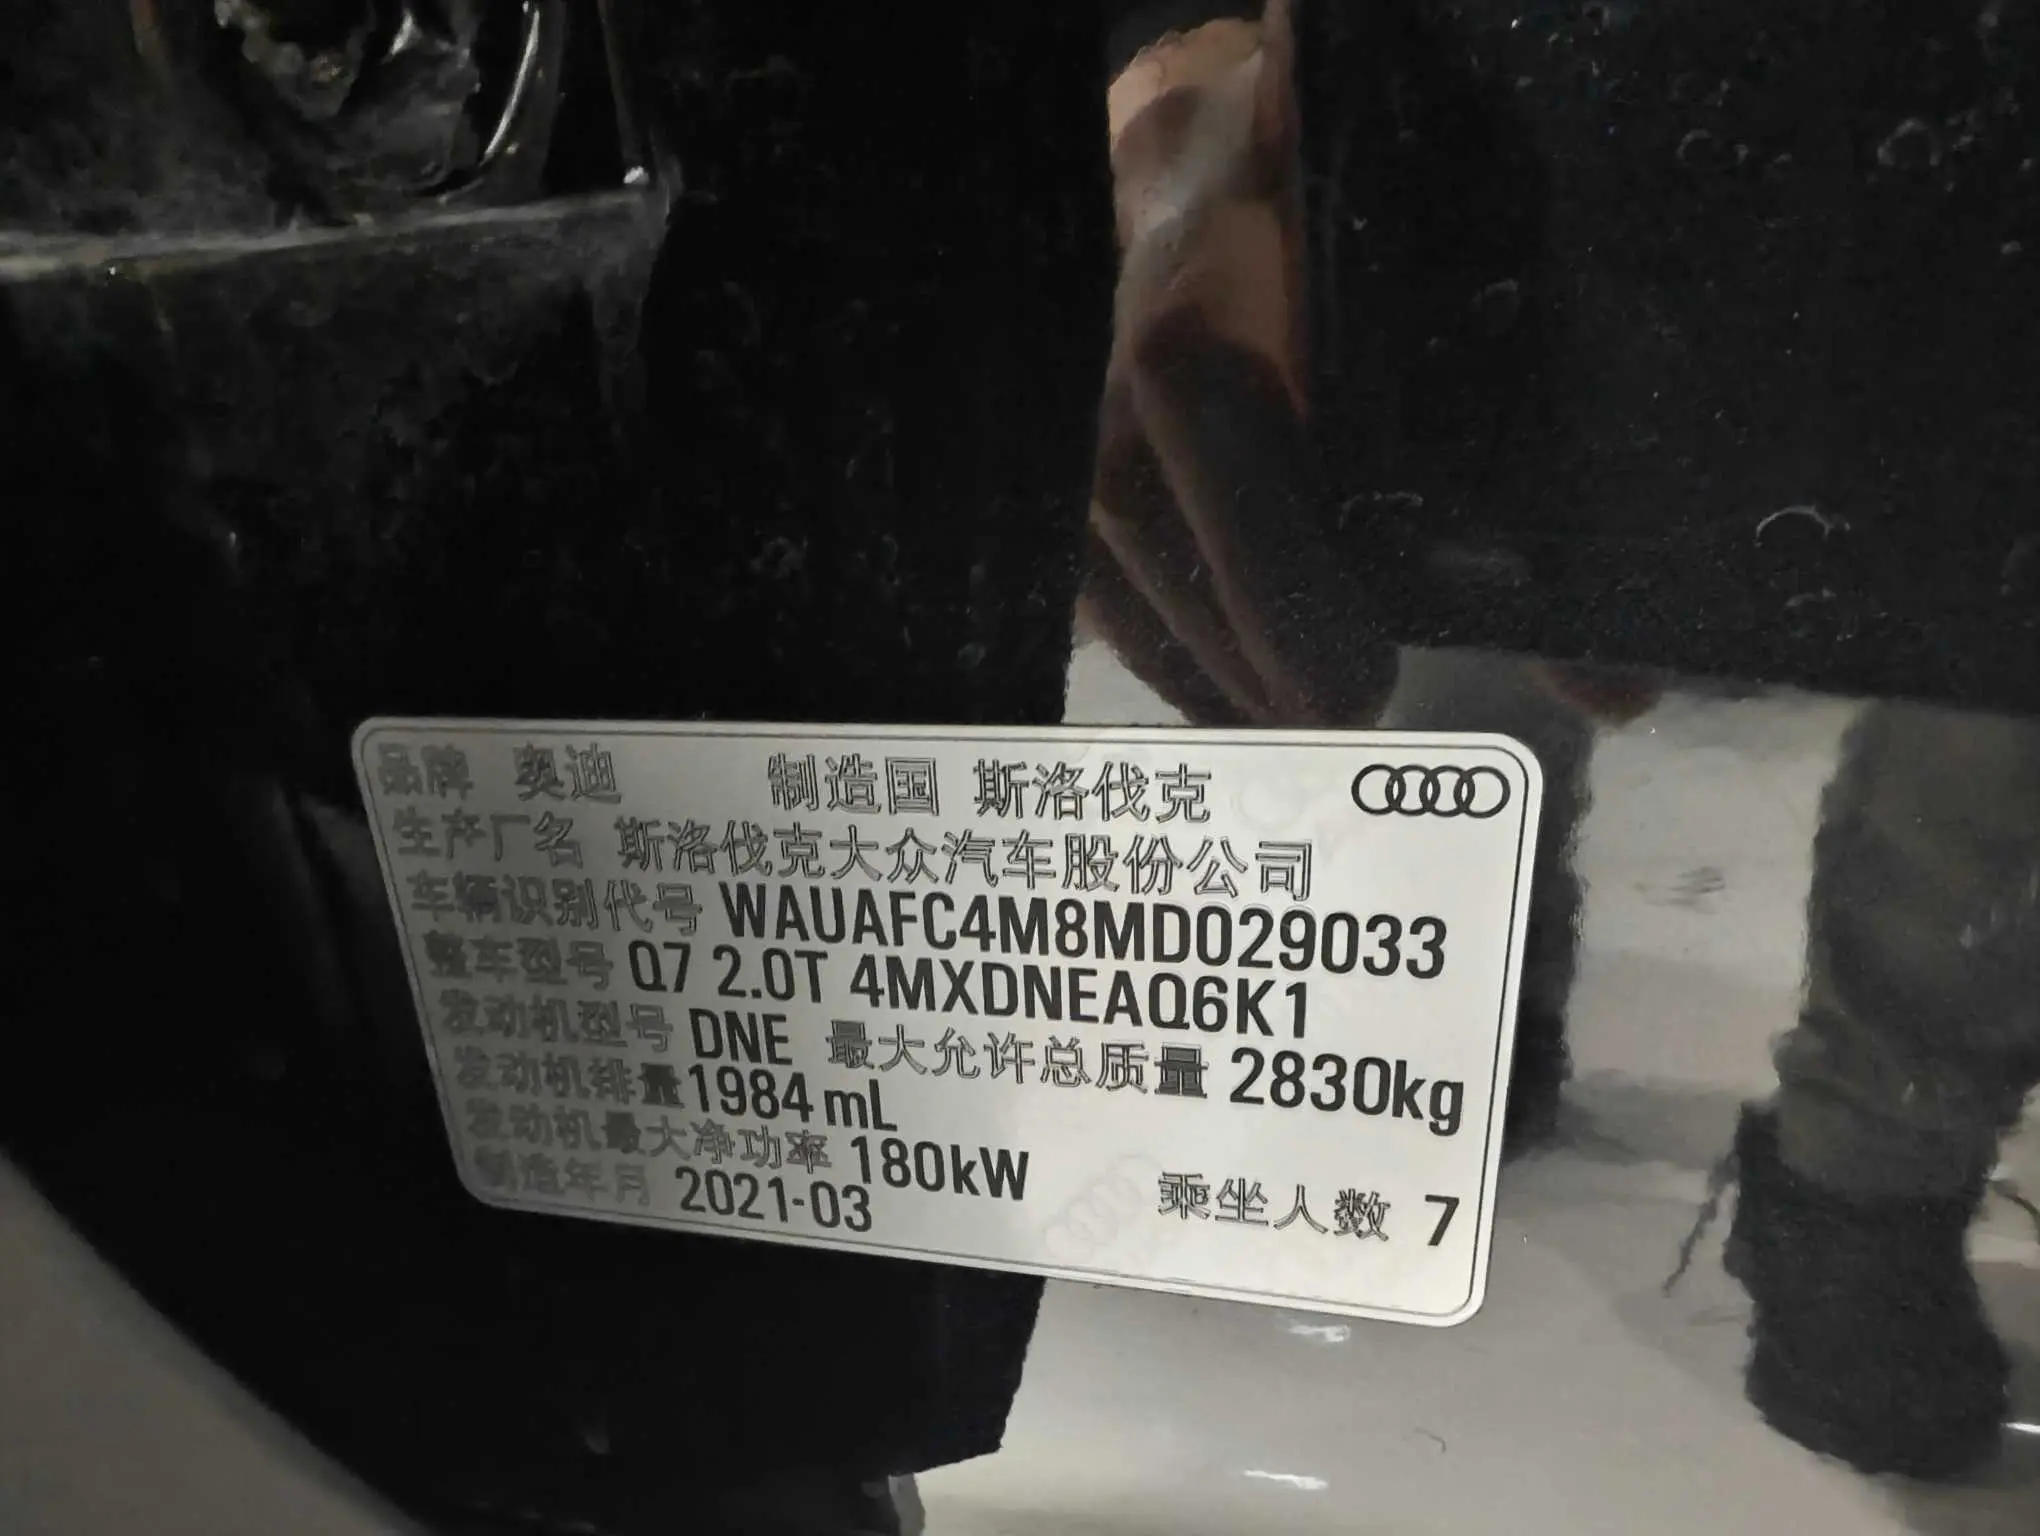 品牌 奥迪 制造国 斯洛伐克
生产厂名 斯洛伐克大众汽车股份公司
车辆识别代号 WAUAFC4M8MD029033
整车型号 Q7 2.0T 4MXDNEAQ6K1
发动机型号 DNE 最大允许总质量 2830kg
发动机排量 1984 mL
发动机最大净功率 180kW
制造年月 2021-03 乘坐人数 7